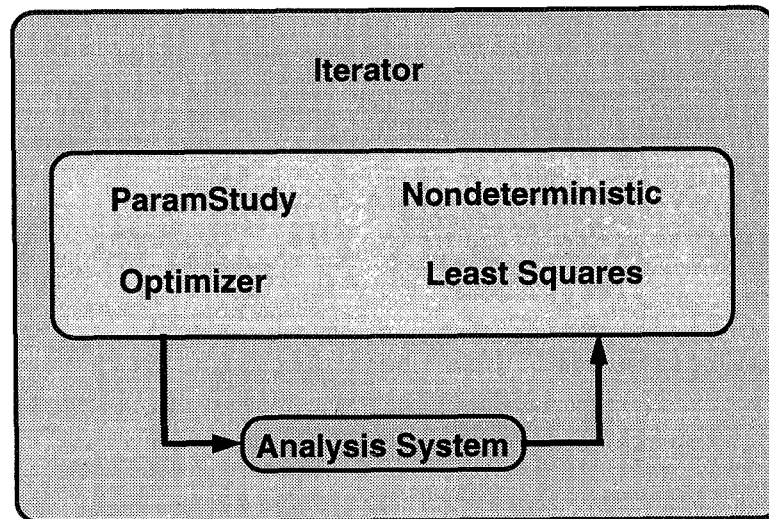 Iterator
ParamStudy Nondeterministic
Optimizer Least Squares
Analysis System